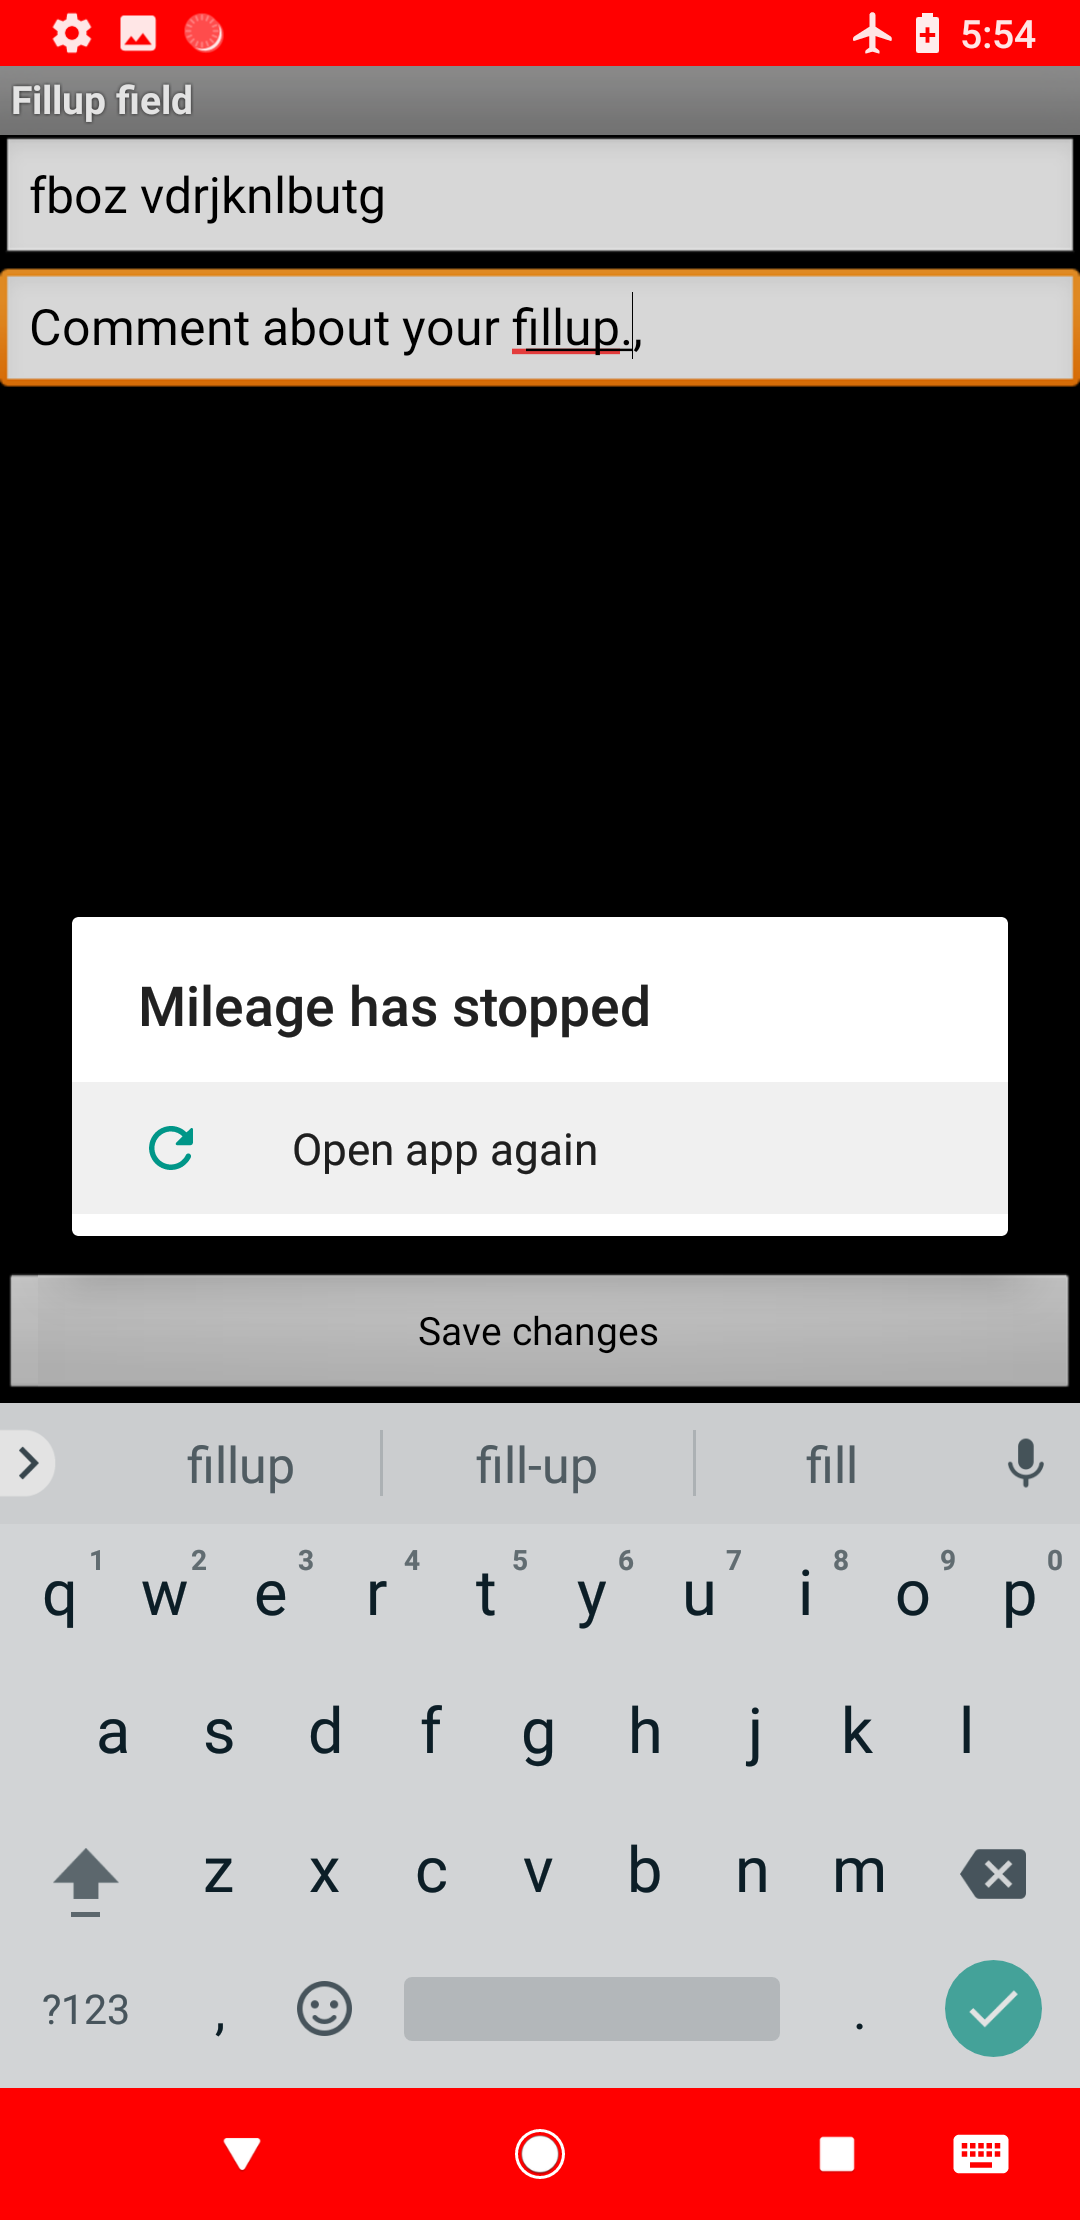 5:54
Fillup field
fboz vdrjknlbutg
Comment about your fillup.,
Mileage has stopped
Open app again
Save changes
fillup fill-up fill
1 2 3 4 5 6 7 8 9 0
q w e r t y u i o p
a s d f g h j k l
z x c v b n m
?123 , .